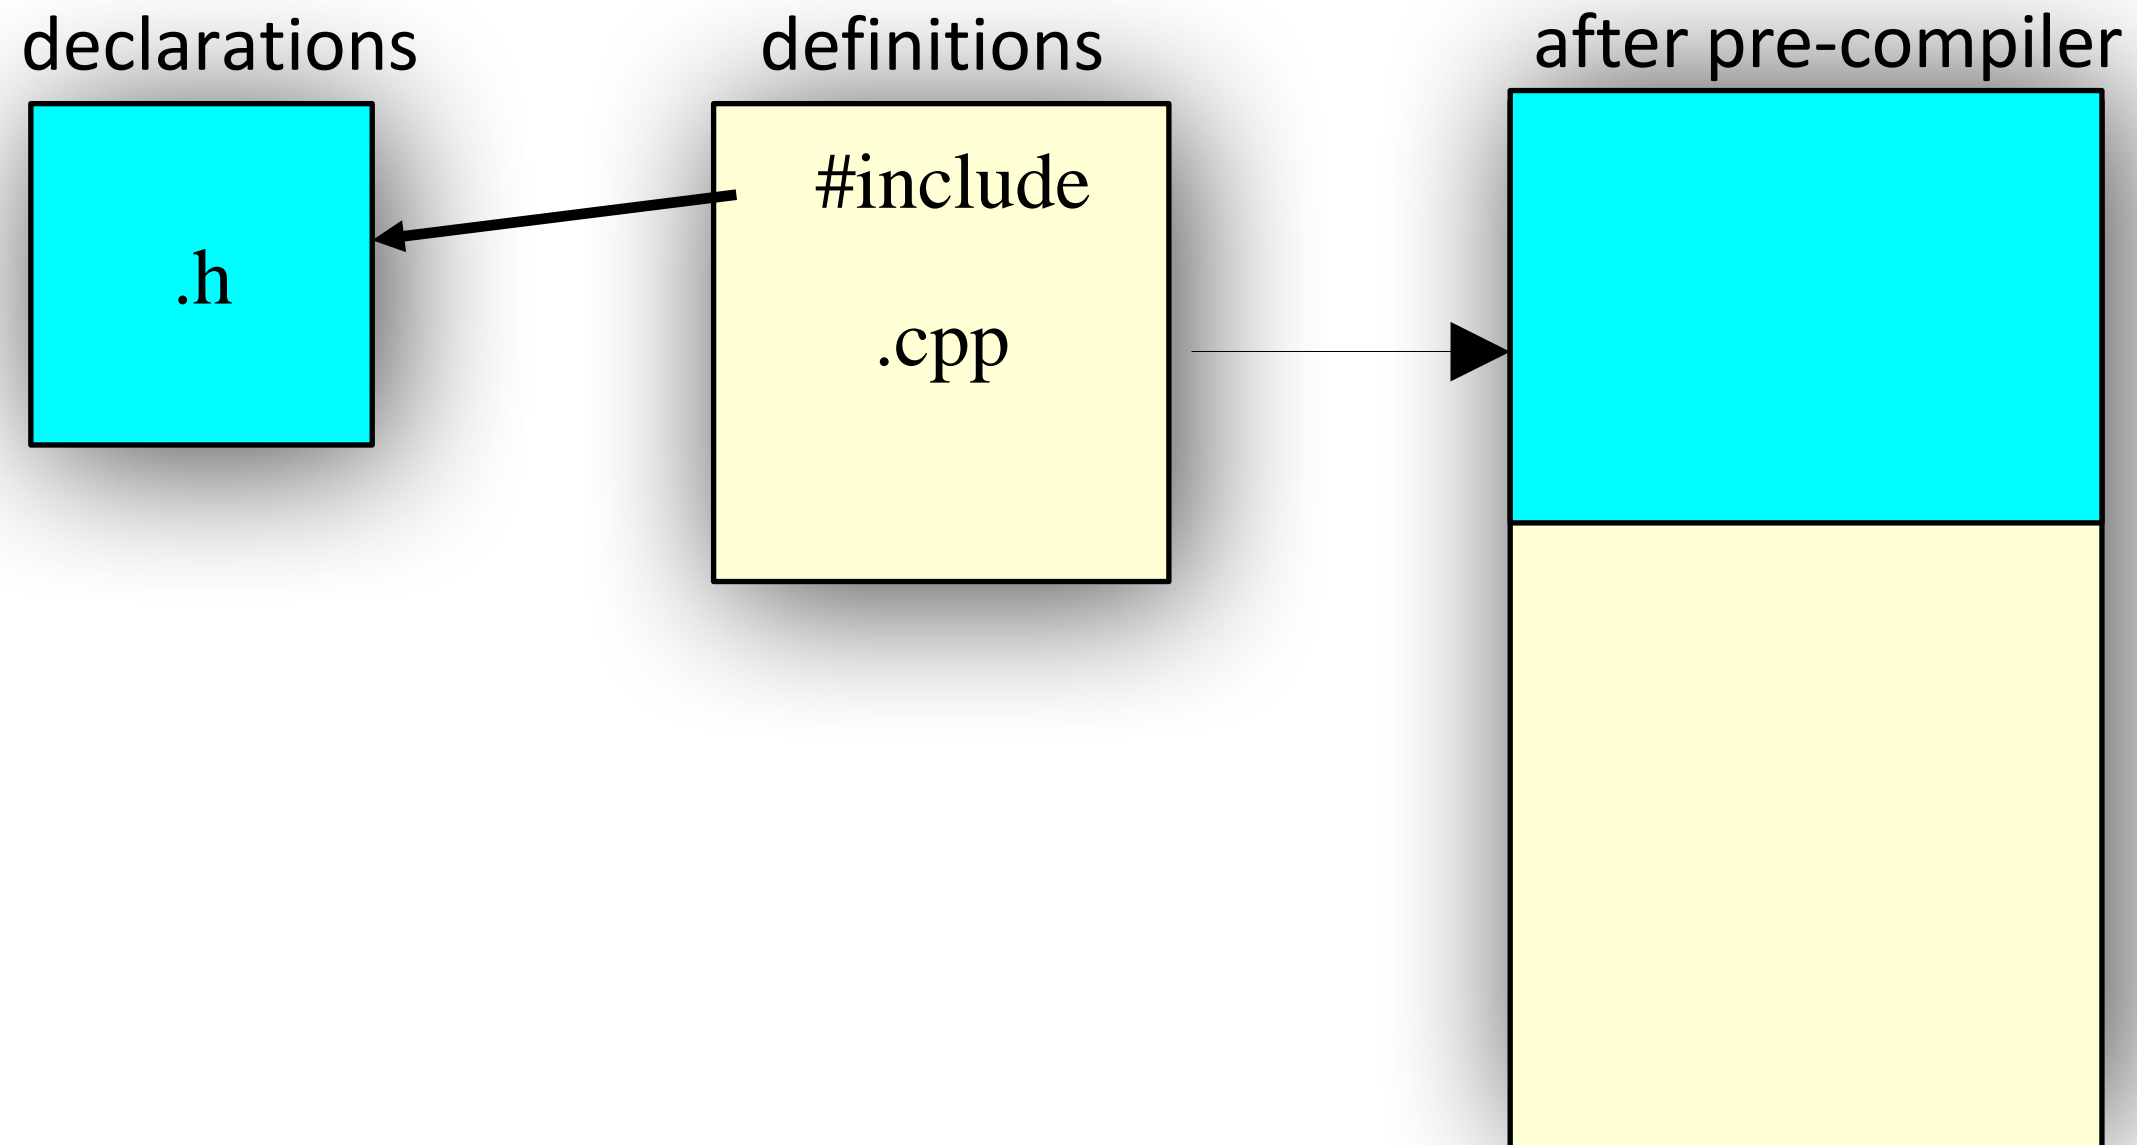 declarations
definitions
after pre-compiler
.h
#include
.cpp